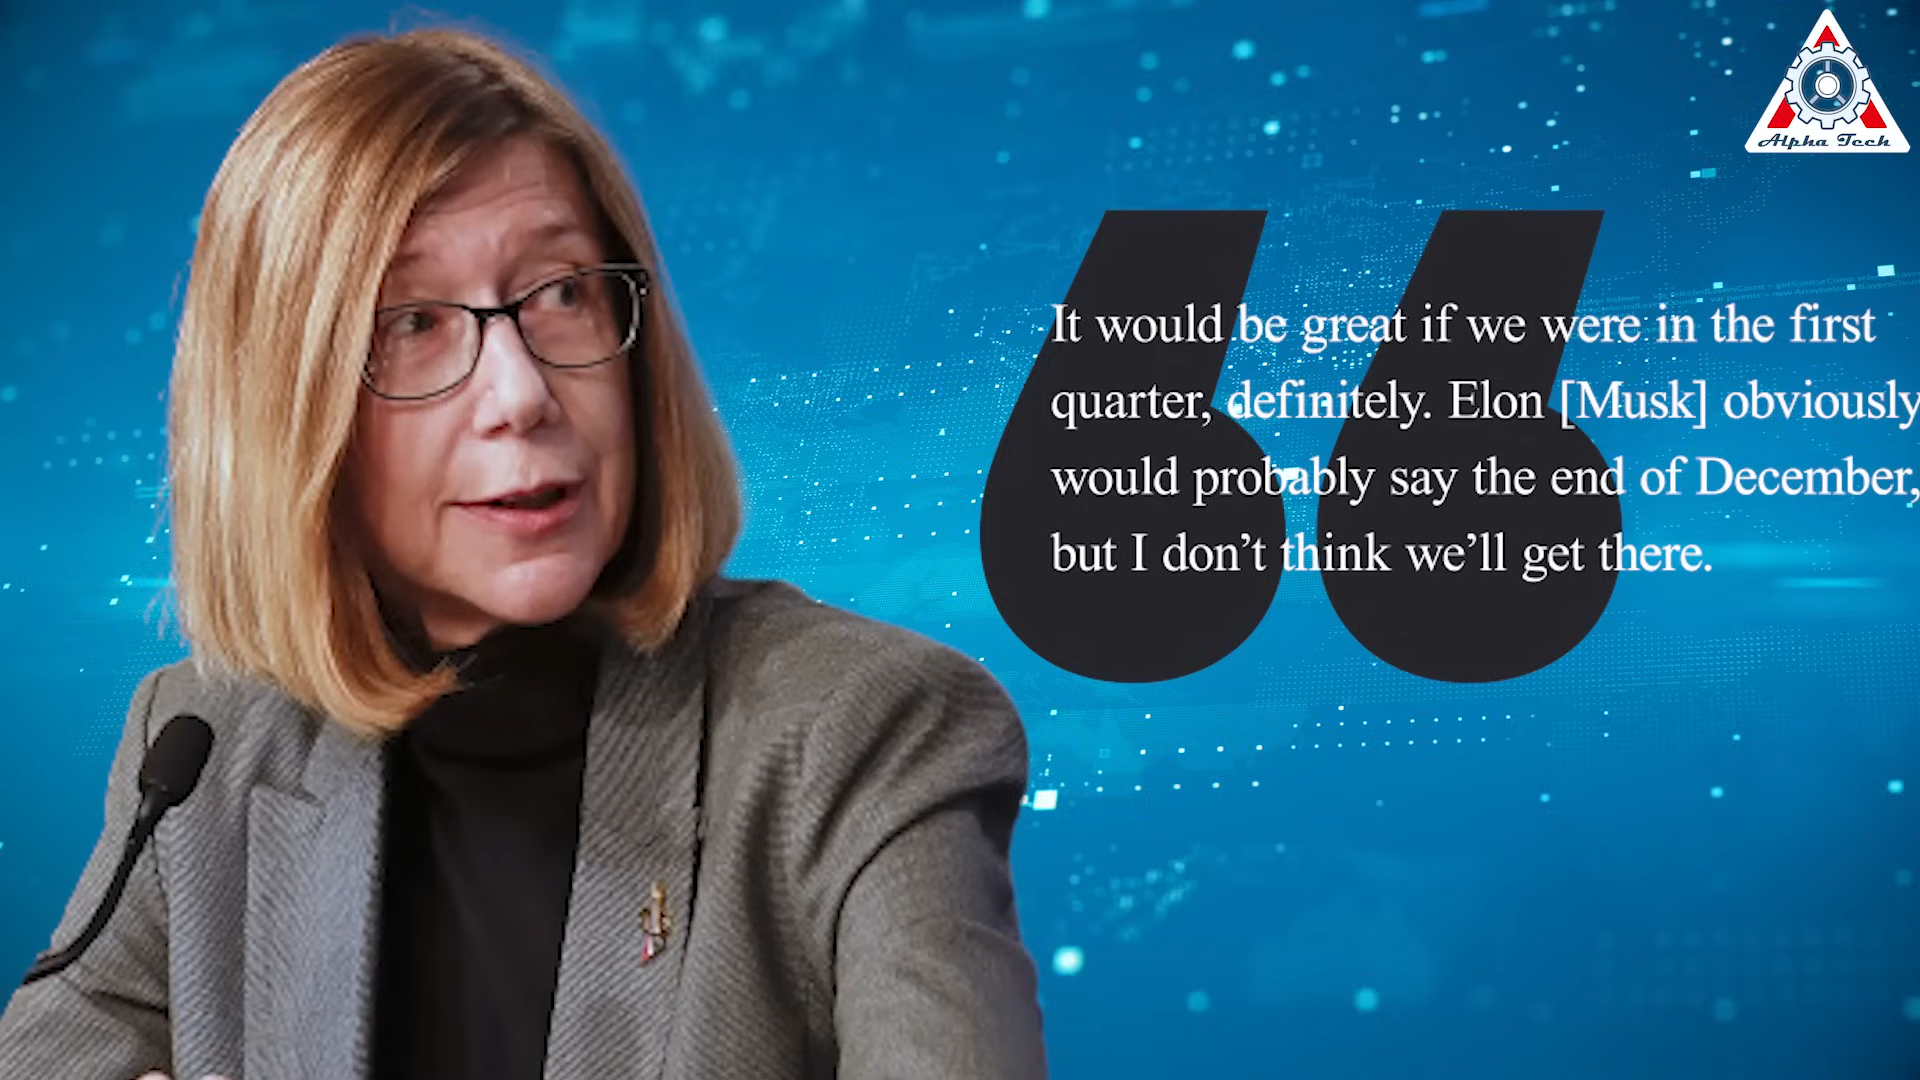 Alpha Tech
It would be great if we were in the first
quarter, definitely. Elon [Musk] obviously
would probably say the end of December,
but I don’t think we’ll get there.